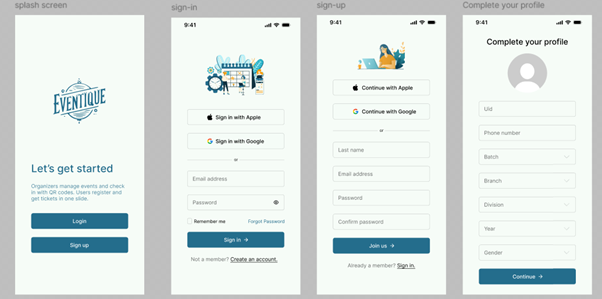 splash screen
EVENTIQUE
Let's get started
Organizers manage events and check
in with QR codes. Users register and
get tickets in one slide.
Login
Sign up
sign-in
9:41
Sign in with Apple
Sign in with Google
or
Email address
Password
Remember me
Forgot Password
Sign in →
Not a member? Create an account.
sign-up
9:41
Continue with Apple
Continue with Google
or
Last name
Email address
Password
Confirm password
Join us →
Already a member? Sign in.
Complete your profile
9:41
Complete your profile
Uid
Phone number
Batch
Branch
Division
Year
Gender
Continue →